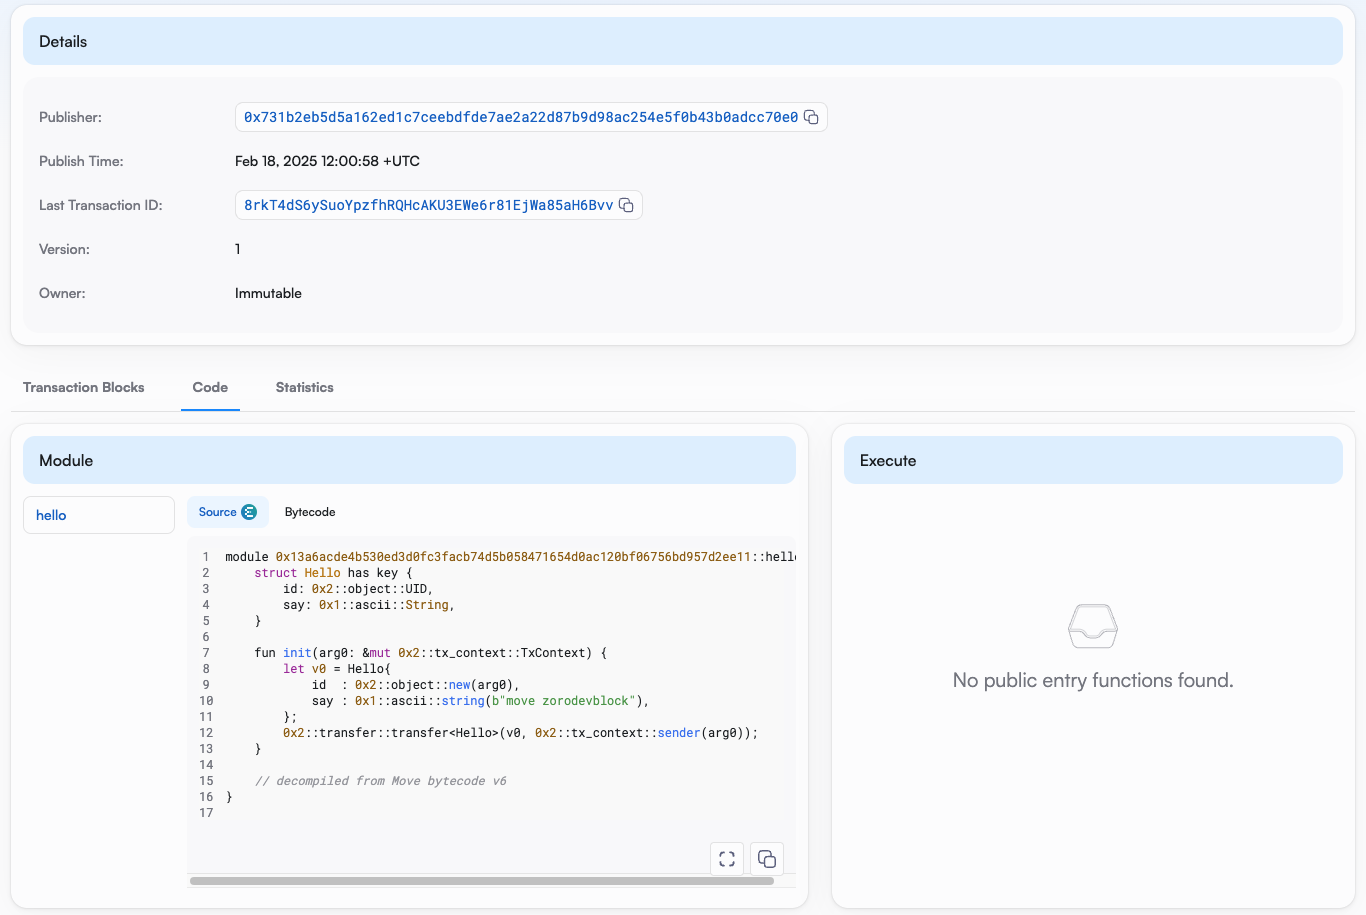 Details
Publisher: 0x731b2eb5d5a162ed1c7ceebdfde7ae2a22d87b9d98ac254e5f0b43b0adcc70e0
Publish Time: Feb 18, 2025 12:00:58 +UTC
Last Transaction ID: 8rkT4dS6ySuoYpzfhRQHcAKU3EWe6r81EjWa85aH6Bvv
Version: 1
Owner: Immutable
Transaction Blocks Code Statistics
Module
hello
Source Bytecode
1 module 0x13a6acde4b530ed3d0fc3facb74d5b058471654d0ac120bf06756bd957d2ee11::hello
2     struct Hello has key {
3         id: 0x2::object::UID,
4         say: 0x1::ascii::String,
5     }
6
7     fun init(arg0: &mut 0x2::tx_context::TxContext) {
8         let v0 = Hello{
9             id  : 0x2::object::new(arg0),
10             say : 0x1::ascii::string(b"move zorodevblock"),
11         };
12         0x2::transfer::transfer<Hello>(v0, 0x2::tx_context::sender(arg0));
13     }
14
15     // decompiled from Move bytecode v6
16 }
17
Execute
No public entry functions found.